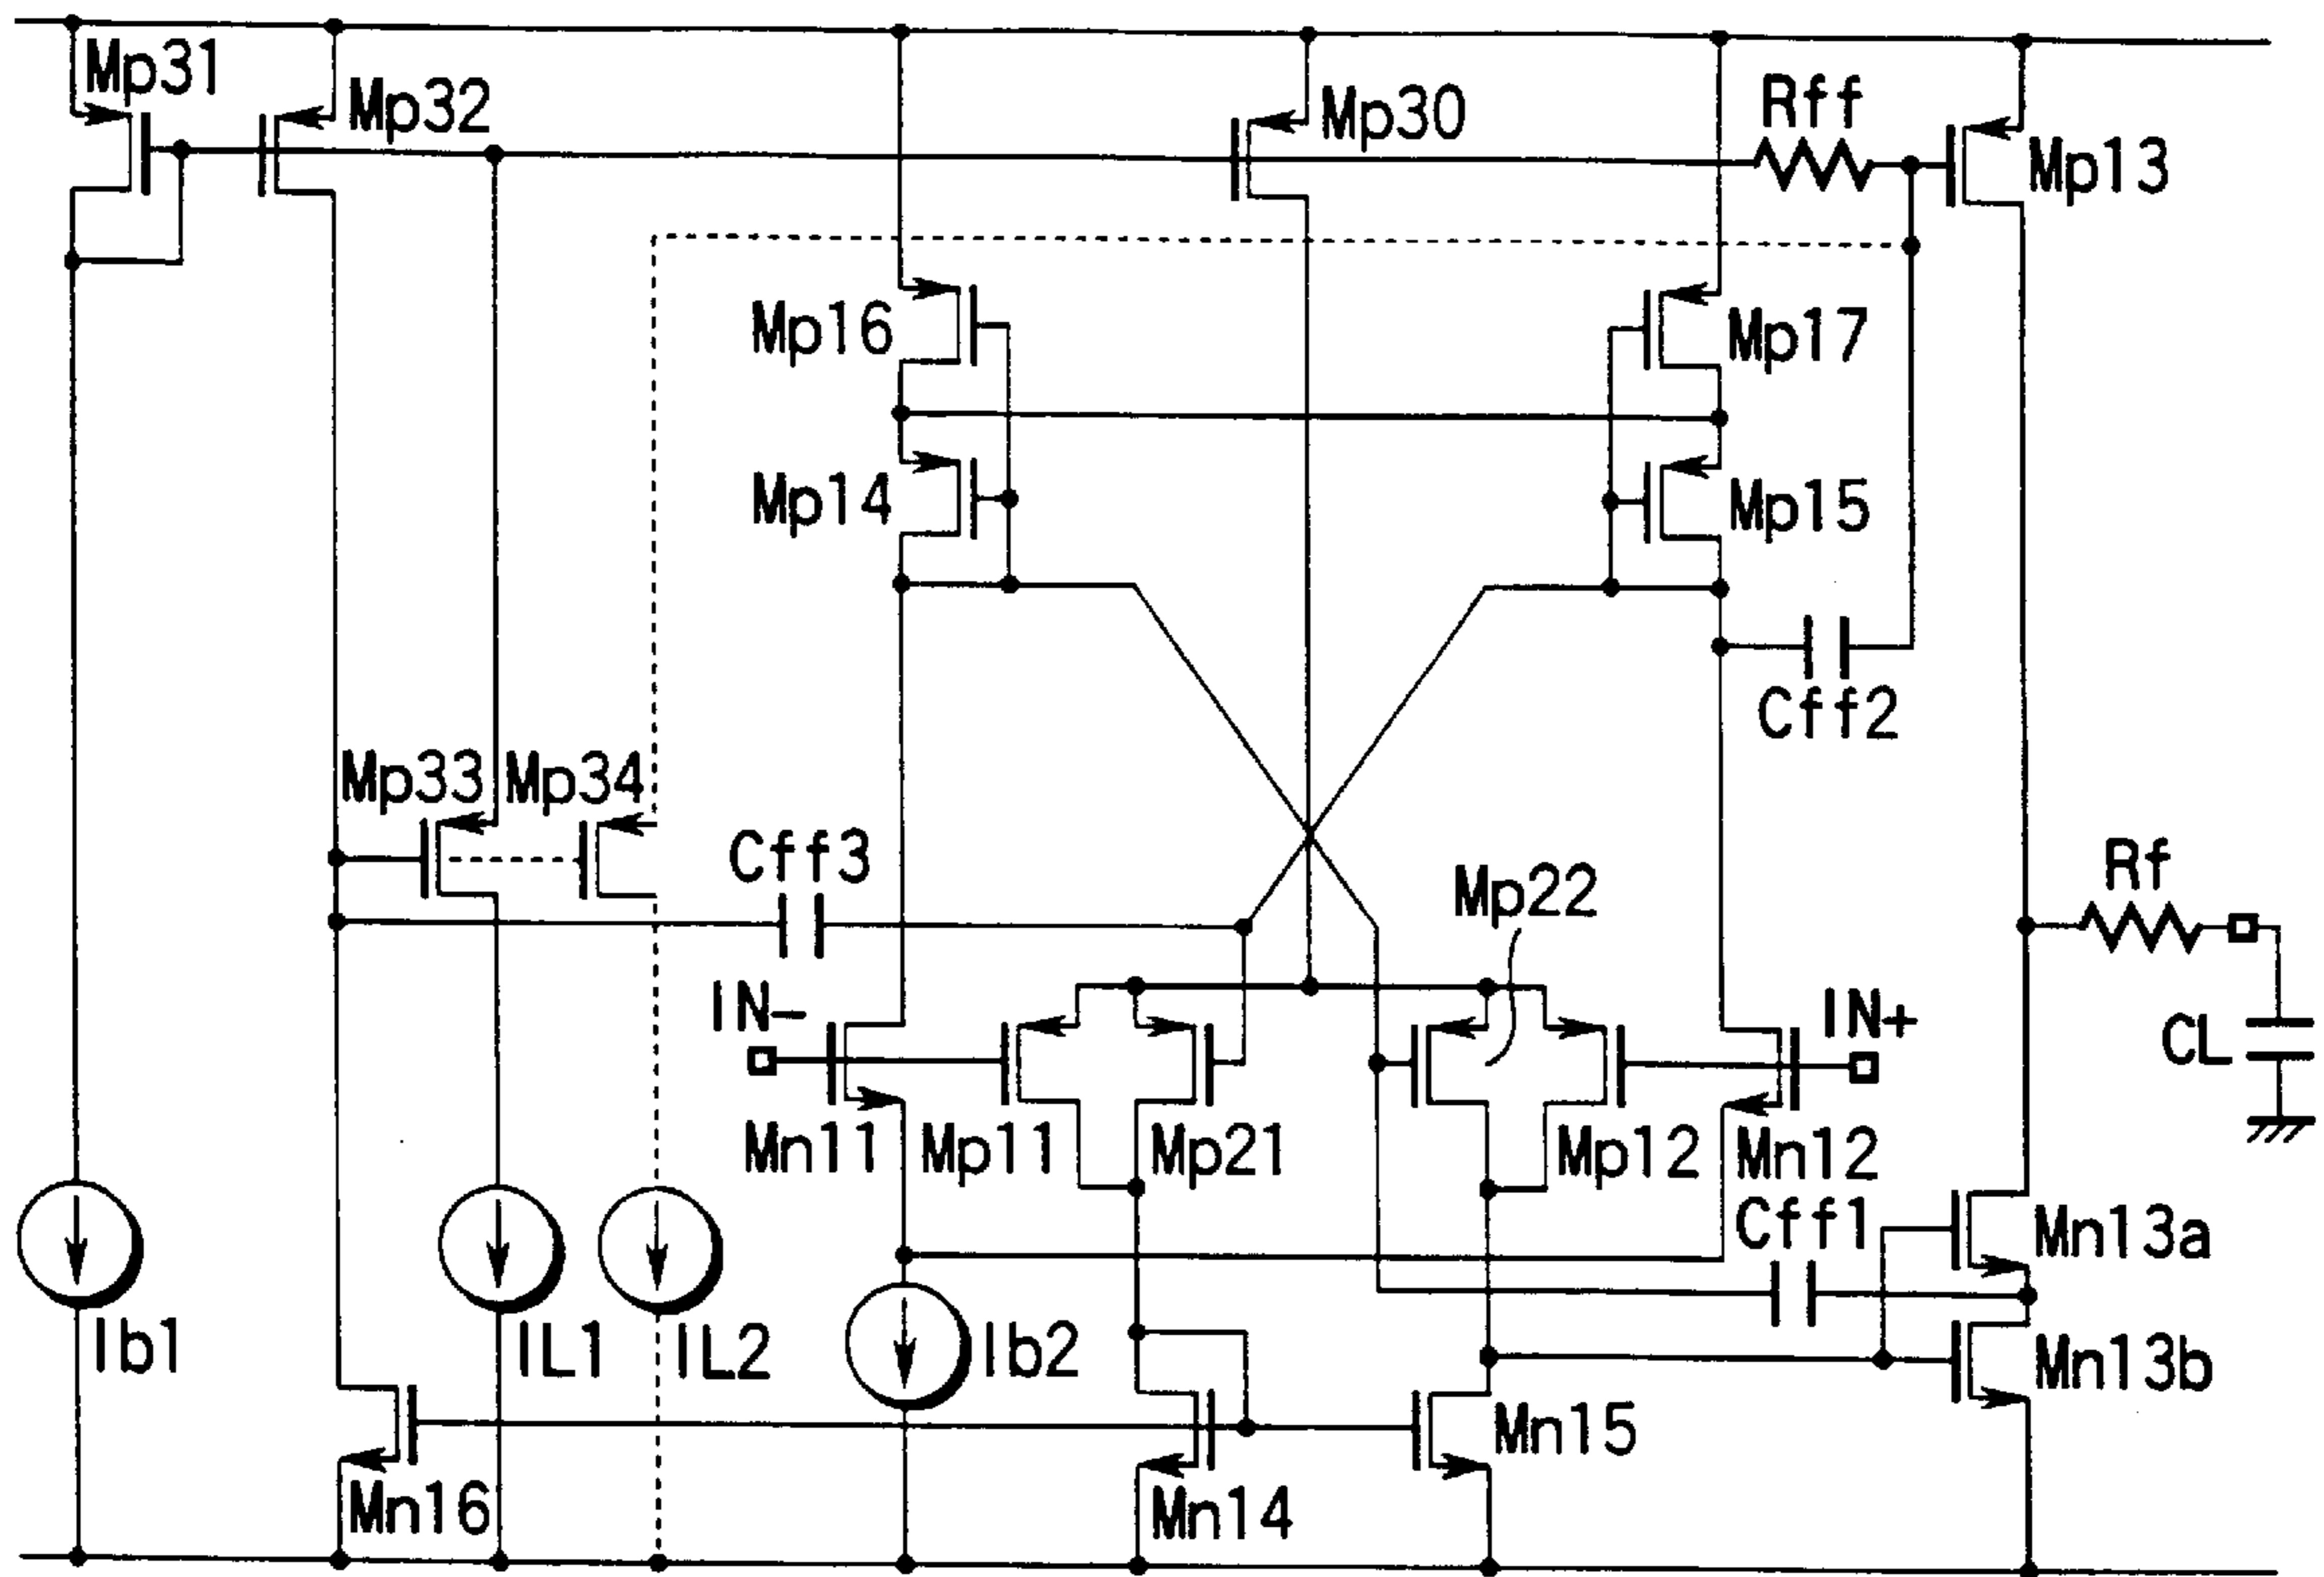 Mp31
Mp32
Mp30
Rff
Mp13
Mp16
Mp17
Mp14
Mp15
Cff2
Mp33
Mp34
Cff3
Mp22
Rf
IN-
IN+
CL
Mn11
Mp11
Mp21
Mp12
Mn12
Cff1
Mn13a
Ib1
IL1
IL2
Ib2
Mn13b
Mn15
Mn16
Mn14